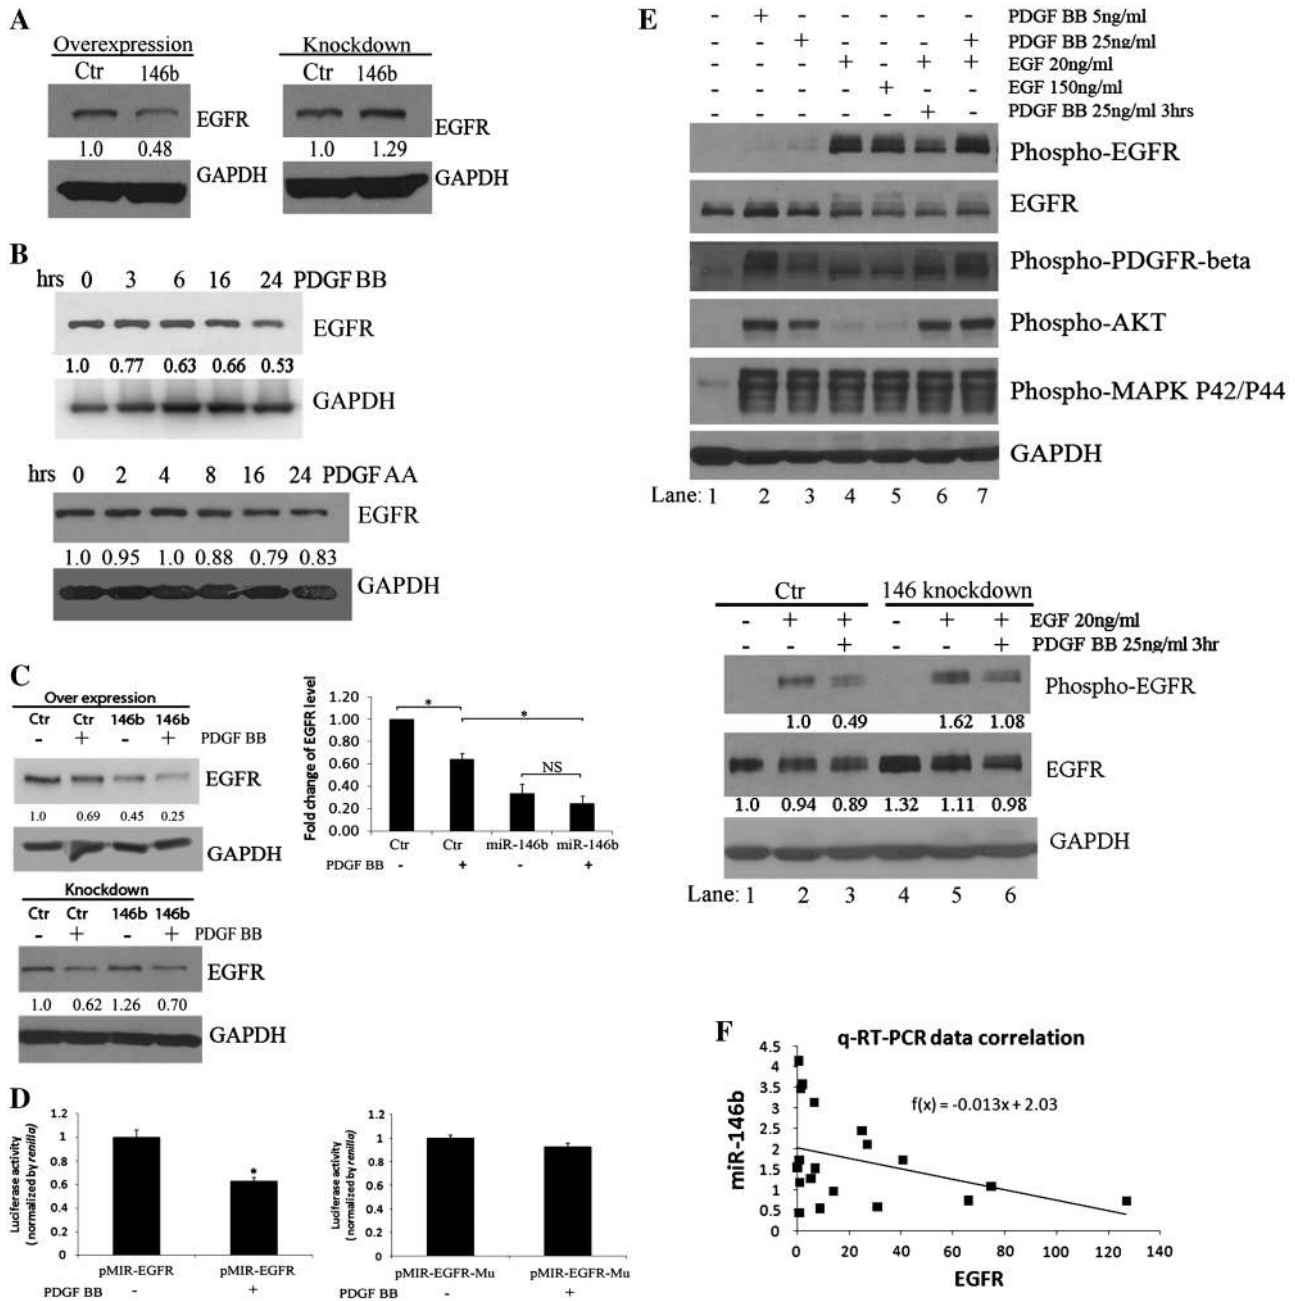 A
Overexpression
Ctr 146b
EGFR
1.0 0.48
GAPDH
Knockdown
Ctr 146b
EGFR
1.0 1.29
GAPDH
B
hrs 0 3 6 16 24 PDGF BB
EGFR
1.0 0.77 0.63 0.66 0.53
GAPDH
hrs 0 2 4 8 16 24 PDGF AA
EGFR
1.0 0.95 1.0 0.88 0.79 0.83
GAPDH
C
Over expression
Ctr Ctr 146b 146b
- + - + PDGF BB
EGFR
1.0 0.69 0.45 0.25
GAPDH
Knockdown
Ctr Ctr 146b 146b
- + - + PDGF BB
EGFR
1.0 0.62 1.26 0.70
GAPDH
Fold change of EGFR level
1.20
1.00
0.80
0.60
0.40
0.20
0.00
* *
NS
Ctr Ctr miR-146b miR-146b
PDGF BB - + - +
D
Luciferase activity
(normalized by renilla)
1.2
1
0.8
0.6
0.4
0.2
0
*
pMIR-EGFR pMIR-EGFR
PDGF BB - +
Luciferase activity
(normalized by renilla)
1.2
1
0.8
0.6
0.4
0.2
0
pMIR-EGFR-Mu pMIR-EGFR-Mu
PDGF BB - +
E
- + - - - - - PDGF BB 5ng/ml
- - + - - - + PDGF BB 25ng/ml
- - - + - + + EGF 20ng/ml
- - - - + - - EGF 150ng/ml
- - - - - + - PDGF BB 25ng/ml 3hrs
Phospho-EGFR
EGFR
Phospho-PDGFR-beta
Phospho-AKT
Phospho-MAPK P42/P44
GAPDH
Lane: 1 2 3 4 5 6 7
Ctr 146 knockdown
- + + - + + EGF 20ng/ml
- - + - - + PDGF BB 25ng/ml 3hr
Phospho-EGFR
1.0 0.49 1.62 1.08
EGFR
1.0 0.94 0.89 1.32 1.11 0.98
GAPDH
Lane: 1 2 3 4 5 6
F
q-RT-PCR data correlation
miR-146b
4.5
4
3.5
3
2.5
2
1.5
1
0.5
0
f(x) = -0.013x + 2.03
0 20 40 60 80 100 120 140
EGFR